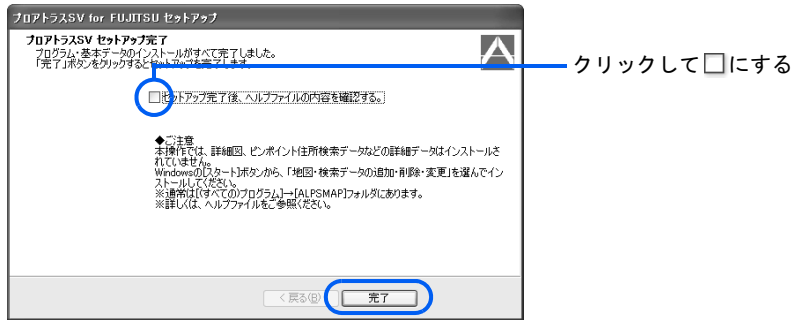 プロアトラスSV for FUJITSU セットアップ
プロアトラスSV セットアップ完了
プログラム・基本データのインストールがすべて完了しました。
「完了」ボタンをクリックするとセットアップを完了します。
クリックして□にする
セットアップ完了後、ヘルプファイルの内容を確認する。
◆ご注意
本操作では、詳細図、ピンポイント住所検索データなどの詳細データはインストールさ
れていません。
Windowsの[スタート]ボタンから、「地図・検索データの追加・削除・変更」を選んでイン
ストールしてください。
※通常は[(すべての)プログラム]→[ALPSMAP]フォルダにあります。
※詳しくは、ヘルプファイルをご参照ください。
< 戻る(B)
完了